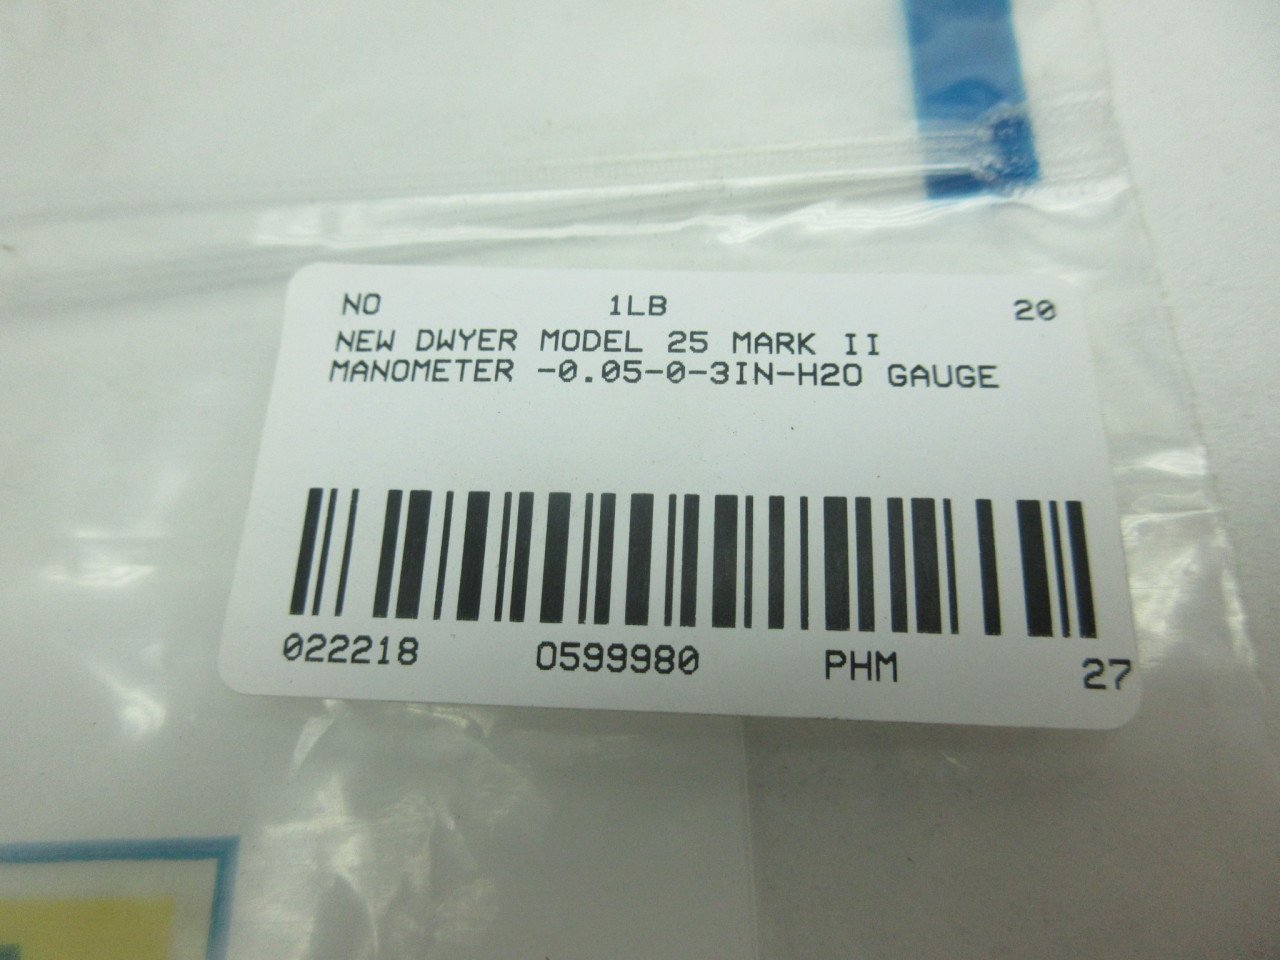 NO 1LB 20
NEW DWYER MODEL 25 MARK II
MANOMETER -0.05-0-3IN-H2O GAUGE
022218 0599980 PHM 27